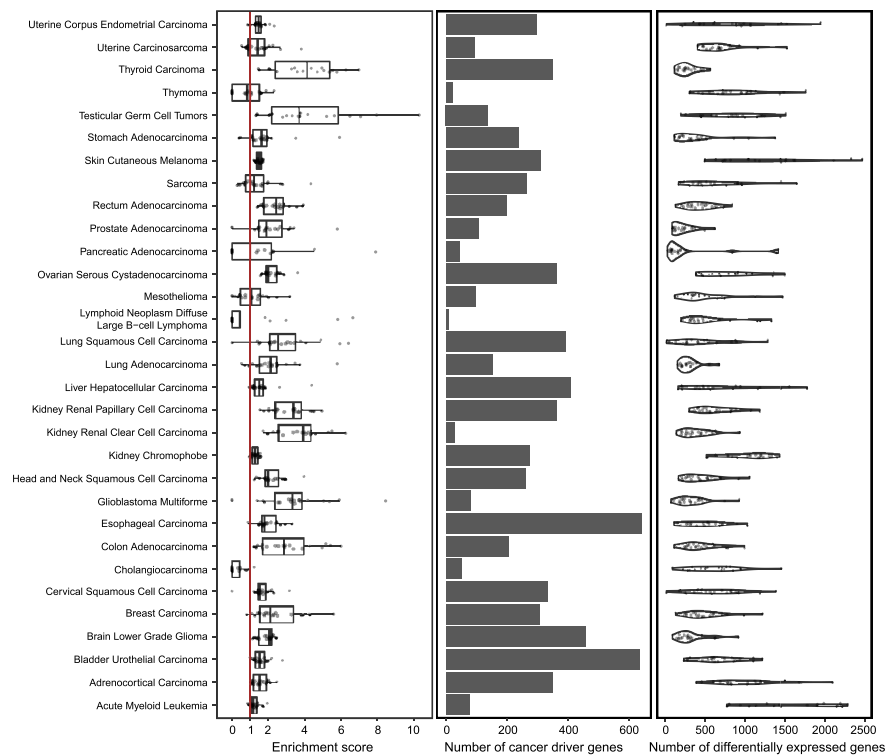 Uterine Corpus Endometrial Carcinoma
Uterine Carcinosarcoma
Thyroid Carcinoma
Thymoma
Testicular Germ Cell Tumors
Stomach Adenocarcinoma
Skin Cutaneous Melanoma
Sarcoma
Rectum Adenocarcinoma
Prostate Adenocarcinoma
Pancreatic Adenocarcinoma
Ovarian Serous Cystadenocarcinoma
Mesothelioma
Lymphoid Neoplasm Diffuse
Large B−cell Lymphoma
Lung Squamous Cell Carcinoma
Lung Adenocarcinoma
Liver Hepatocellular Carcinoma
Kidney Renal Papillary Cell Carcinoma
Kidney Renal Clear Cell Carcinoma
Kidney Chromophobe
Head and Neck Squamous Cell Carcinoma
Glioblastoma Multiforme
Esophageal Carcinoma
Colon Adenocarcinoma
Cholangiocarcinoma
Cervical Squamous Cell Carcinoma
Breast Carcinoma
Brain Lower Grade Glioma
Bladder Urothelial Carcinoma
Adrenocortical Carcinoma
Acute Myeloid Leukemia
0 2 4 6 8 10
Enrichment score
0 200 400 600
Number of cancer driver genes
0 500 1000 1500 2000 2500
Number of differentially expressed genes